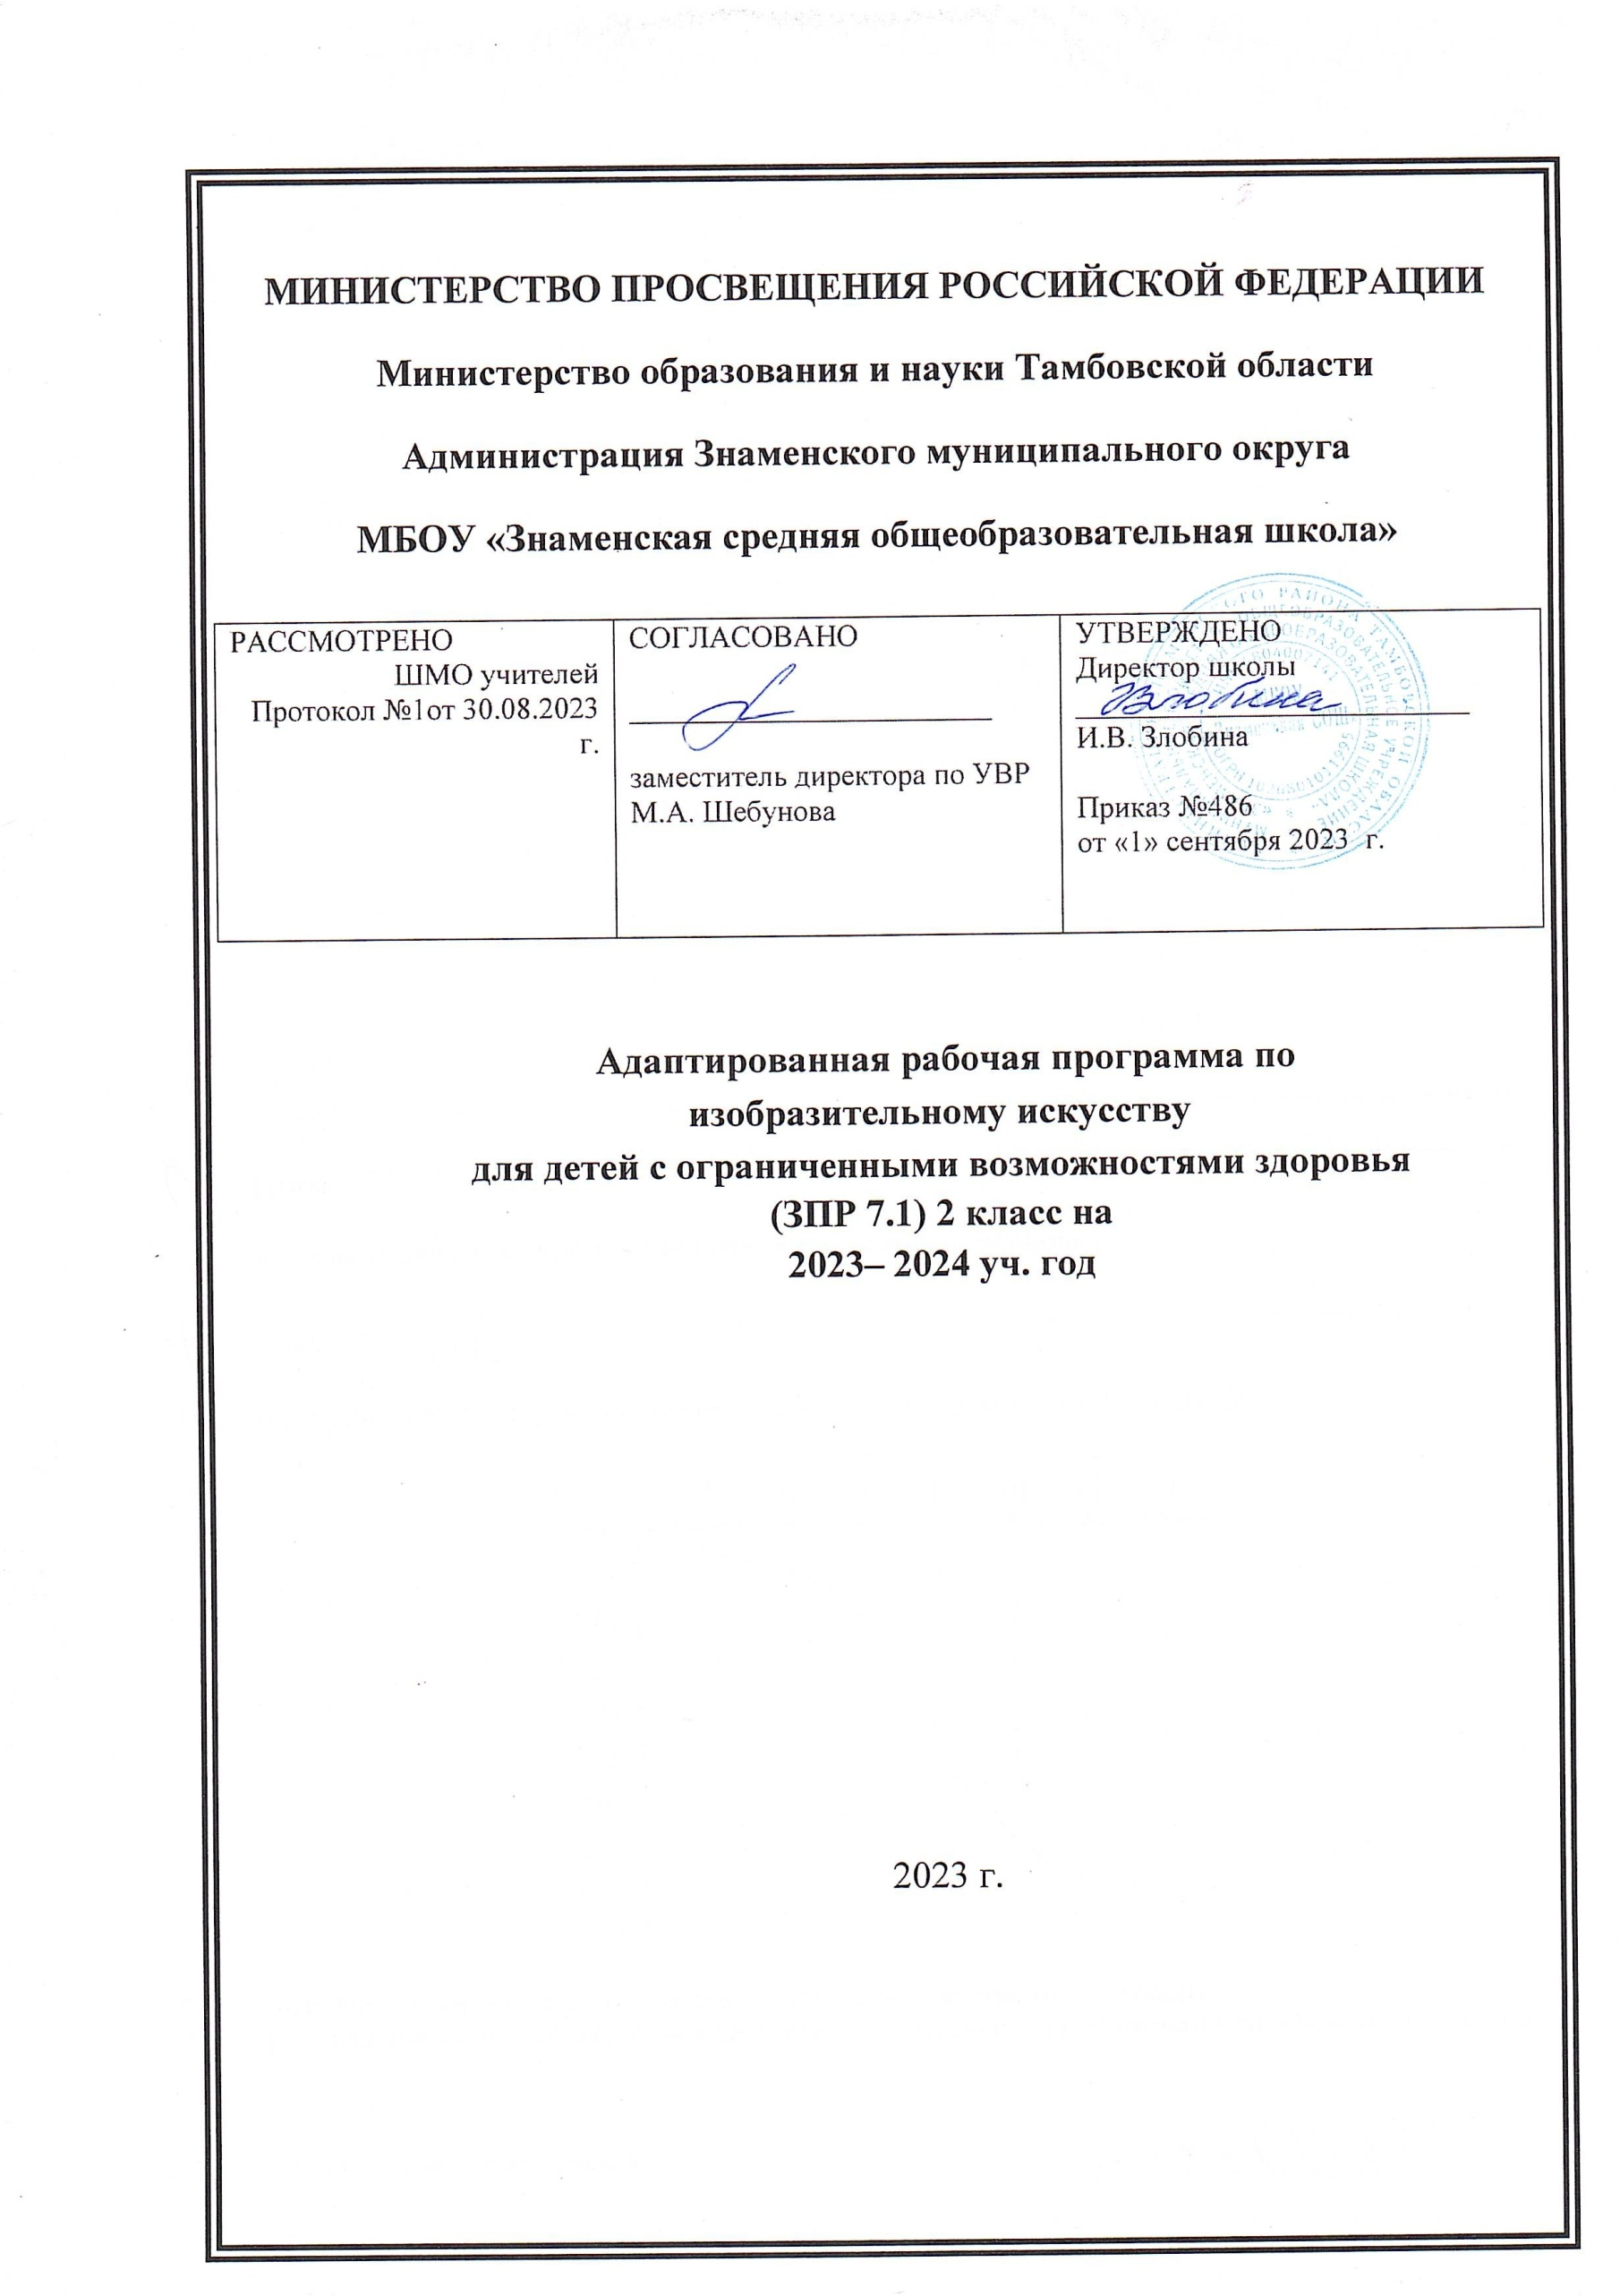 МИНИСТЕРСТВО ПРОСВЕЩЕНИЯ РОССИЙСКОЙ ФЕДЕРАЦИИ
Министерство образования и науки Тамбовской области
Администрация Знаменского муниципального округа
МБОУ «Знаменская средняя общеобразовательная школа»
РАССМОТРЕНО
ШМО учителей
Протокол №1от 30.08.2023
г.
СОГЛАСОВАНО
заместитель директора по УВР
М.А. Шебунова
УТВЕРЖДЕНО
Директор школы
Злобина
И.В. Злобина
Приказ №486
от «1» сентября 2023 г.
Адаптированная рабочая программа по
изобразительному искусству
для детей с ограниченными возможностями здоровья
(ЗПР 7.1) 2 класс на
2023– 2024 уч. год
2023 г.